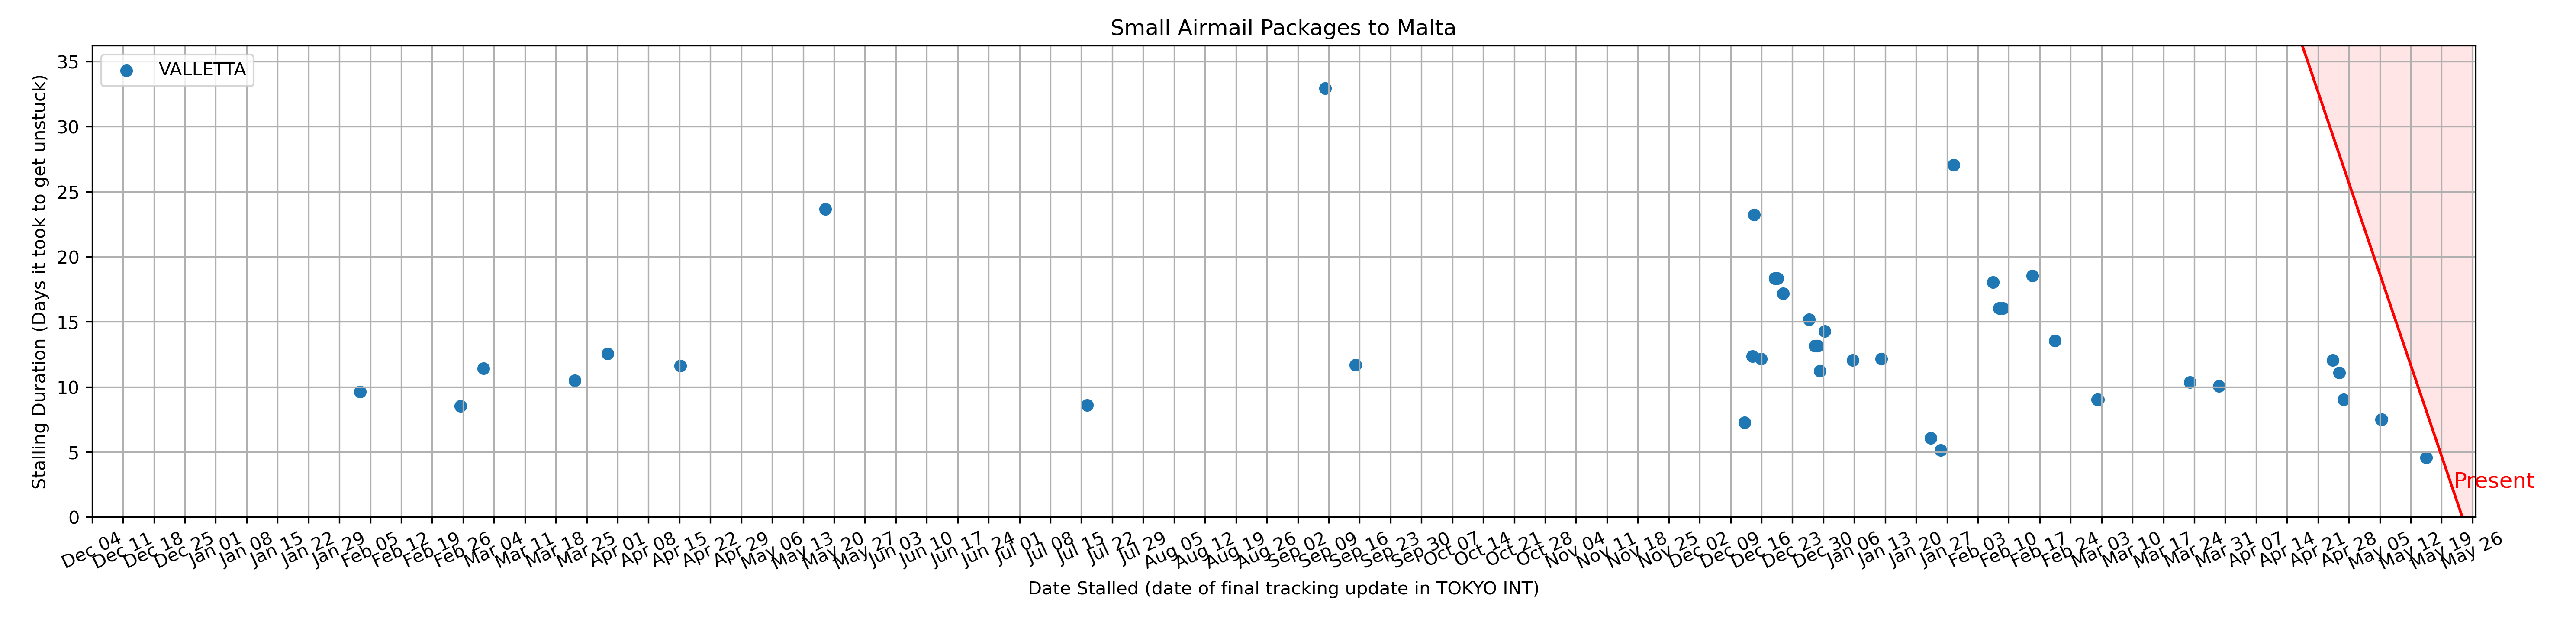 Small Airmail Packages to Malta
VALLETTA
Stalling Duration (Days it took to get unstuck)
35
30
25
20
15
10
5
0
Present
Dec 04 Dec 11 Dec 18 Dec 25 Jan 01 Jan 08 Jan 15 Jan 22 Jan 29 Feb 05 Feb 12 Feb 19 Feb 26 Mar 04 Mar 11 Mar 18 Mar 25 Apr 01 Apr 08 Apr 15 Apr 22 Apr 29 May 06 May 13 May 20 May 27 Jun 03 Jun 10 Jun 17 Jun 24 Jul 01 Jul 08 Jul 15 Jul 22 Jul 29 Aug 05 Aug 12 Aug 19 Aug 26 Sep 02 Sep 09 Sep 16 Sep 23 Sep 30 Oct 07 Oct 14 Oct 21 Oct 28 Nov 04 Nov 11 Nov 18 Nov 25 Dec 02 Dec 09 Dec 16 Dec 23 Dec 30 Jan 06 Jan 13 Jan 20 Jan 27 Feb 03 Feb 10 Feb 17 Feb 24 Mar 03 Mar 10 Mar 17 Mar 24 Mar 31 Apr 07 Apr 14 Apr 21 Apr 28 May 05 May 12 May 19 May 26
Date Stalled (date of final tracking update in TOKYO INT)